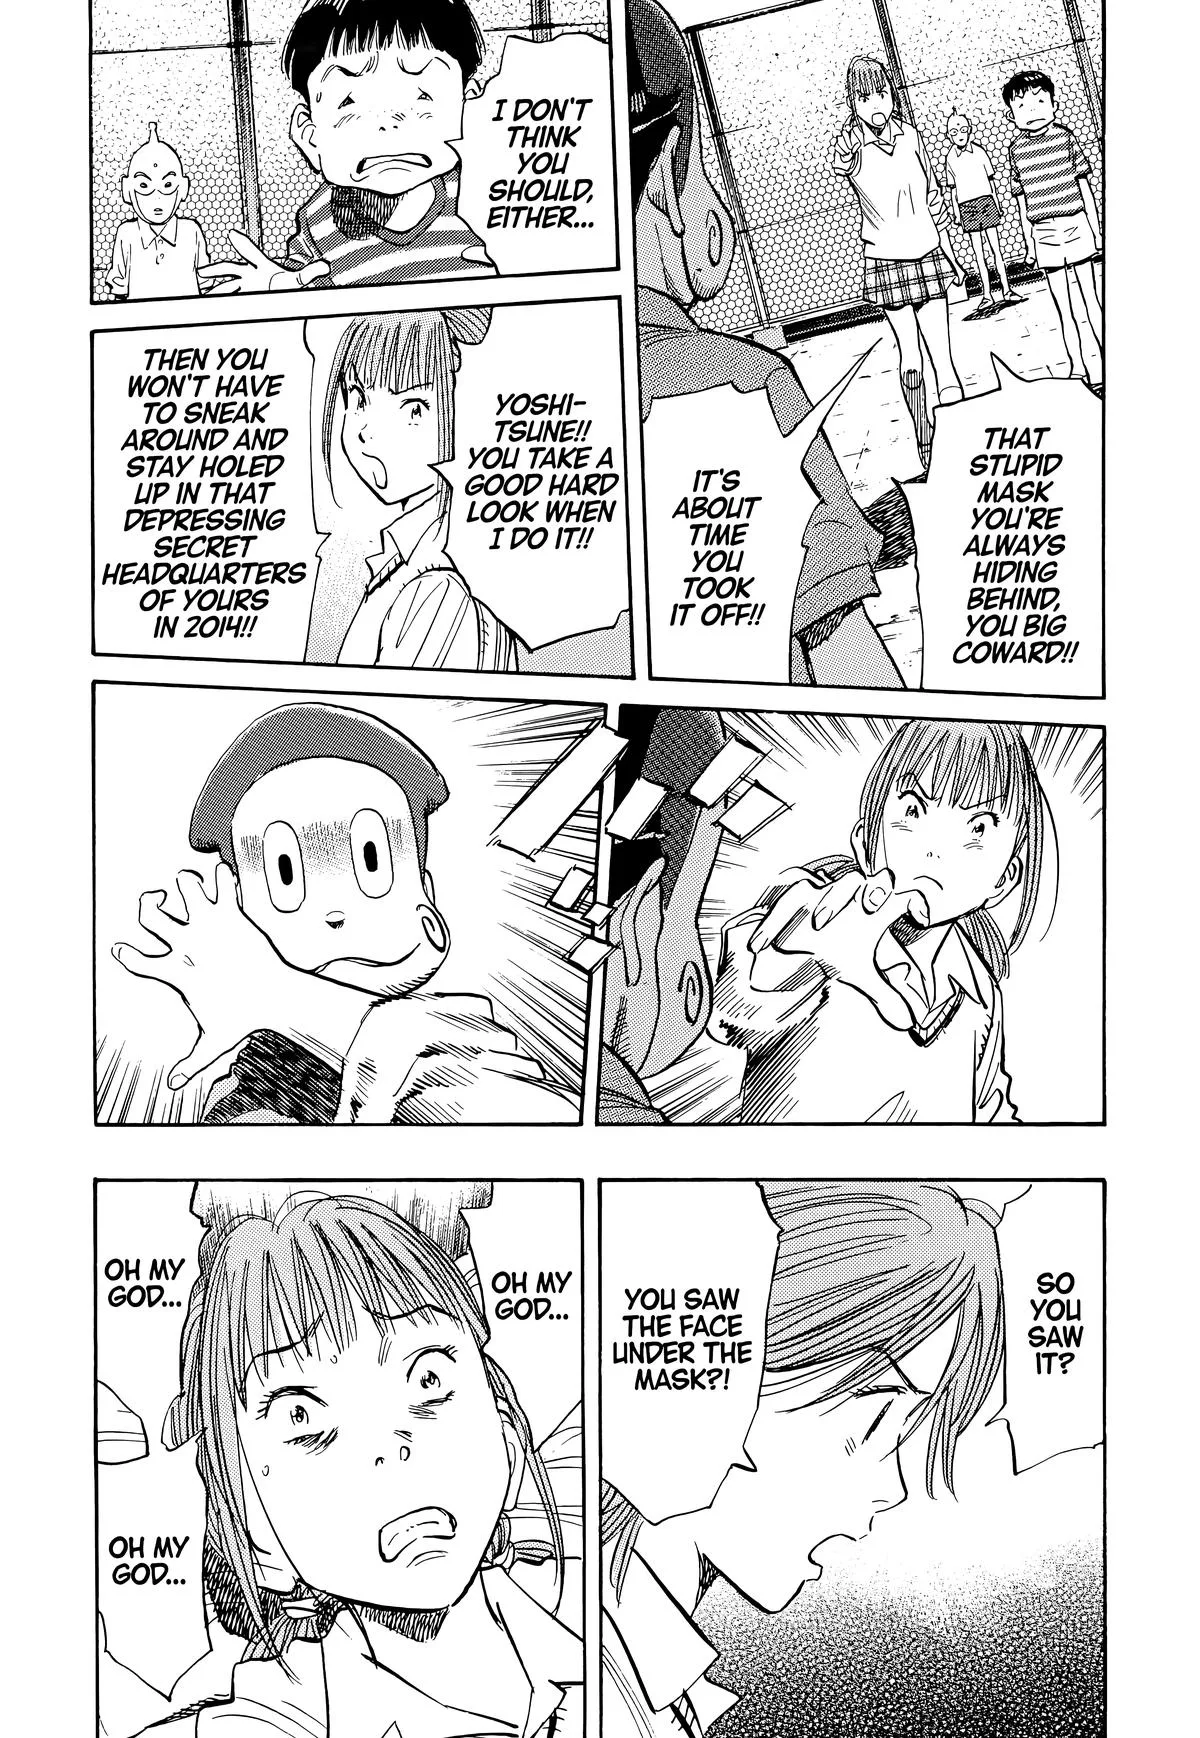 THAT
STUPID
MASK
YOU'RE
ALWAYS
HIDING
BEHIND,
YOU BIG
COWARD!!
IT'S
ABOUT
TIME
YOU
TOOK
IT OFF!!
I DON'T
THINK
YOU
SHOULD,
EITHER...
YOSHI-
TSUNE!!
YOU TAKE A
GOOD HARD
LOOK WHEN
I DO IT!!
THEN YOU
WON'T HAVE
TO SNEAK
AROUND AND
STAY HOLED
UP IN THAT
DEPRESSING
SECRET
HEADQUARTERS
OF YOURS
IN 2014!!
SO
YOU
SAW
IT?
YOU SAW
THE FACE
UNDER THE
MASK?!
OH MY
GOD...
OH MY
GOD...
OH MY
GOD...